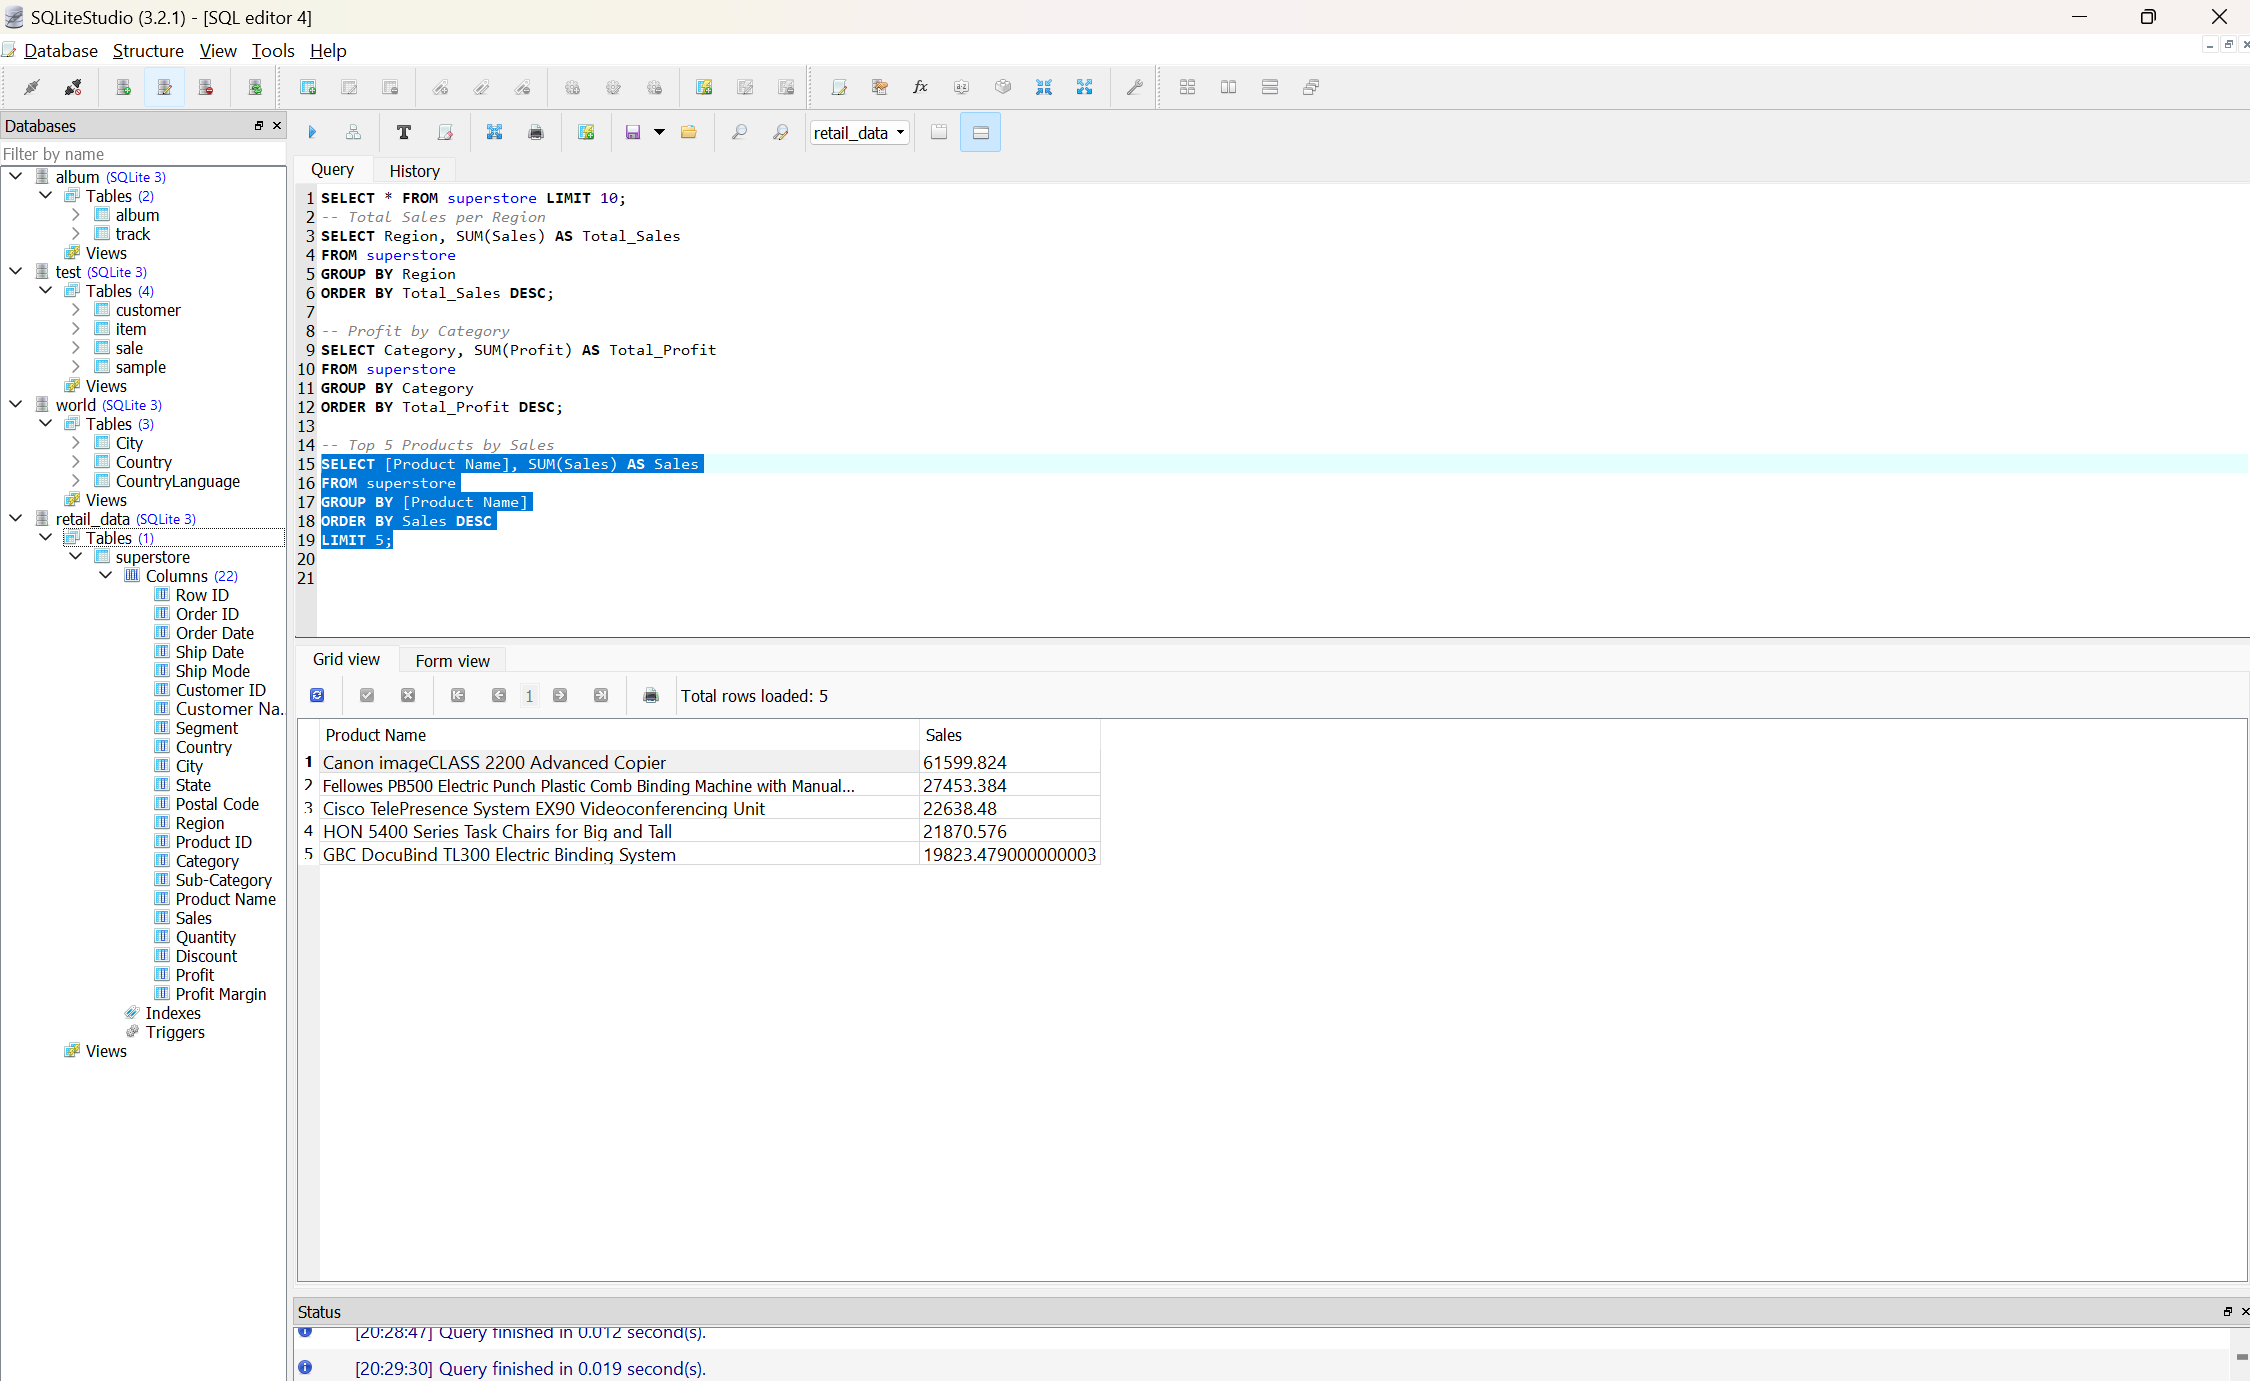 SQLiteStudio (3.2.1) - [SQL editor 4]
Database Structure View Tools Help
Databases
Filter by name
album (SQLite 3)
Tables (2)
album
track
Views
test (SQLite 3)
Tables (4)
customer
item
sale
sample
Views
world (SQLite 3)
Tables (3)
City
Country
CountryLanguage
Views
retail_data (SQLite 3)
Tables (1)
superstore
Columns (22)
Row ID
Order ID
Order Date
Ship Date
Ship Mode
Customer ID
Customer Na...
Segment
Country
City
State
Postal Code
Region
Product ID
Category
Sub-Category
Product Name
Sales
Quantity
Discount
Profit
Profit Margin
Indexes
Triggers
Views
retail_data
Query History
1 SELECT * FROM superstore LIMIT 10;
2 -- Total Sales per Region
3 SELECT Region, SUM(Sales) AS Total_Sales
4 FROM superstore
5 GROUP BY Region
6 ORDER BY Total_Sales DESC;
7
8 -- Profit by Category
9 SELECT Category, SUM(Profit) AS Total_Profit
10 FROM superstore
11 GROUP BY Category
12 ORDER BY Total_Profit DESC;
13
14 -- Top 5 Products by Sales
15 SELECT [Product Name], SUM(Sales) AS Sales
16 FROM superstore
17 GROUP BY [Product Name]
18 ORDER BY Sales DESC
19 LIMIT 5;
20
21
Grid view Form view
1 Total rows loaded: 5
Product Name Sales
1 Canon imageCLASS 2200 Advanced Copier 61599.824
2 Fellowes PB500 Electric Punch Plastic Comb Binding Machine with Manual... 27453.384
3 Cisco TelePresence System EX90 Videoconferencing Unit 22638.48
4 HON 5400 Series Task Chairs for Big and Tall 21870.576
5 GBC DocuBind TL300 Electric Binding System 19823.479000000003
Status
[20:28:47] Query finished in 0.012 second(s).
[20:29:30] Query finished in 0.019 second(s).